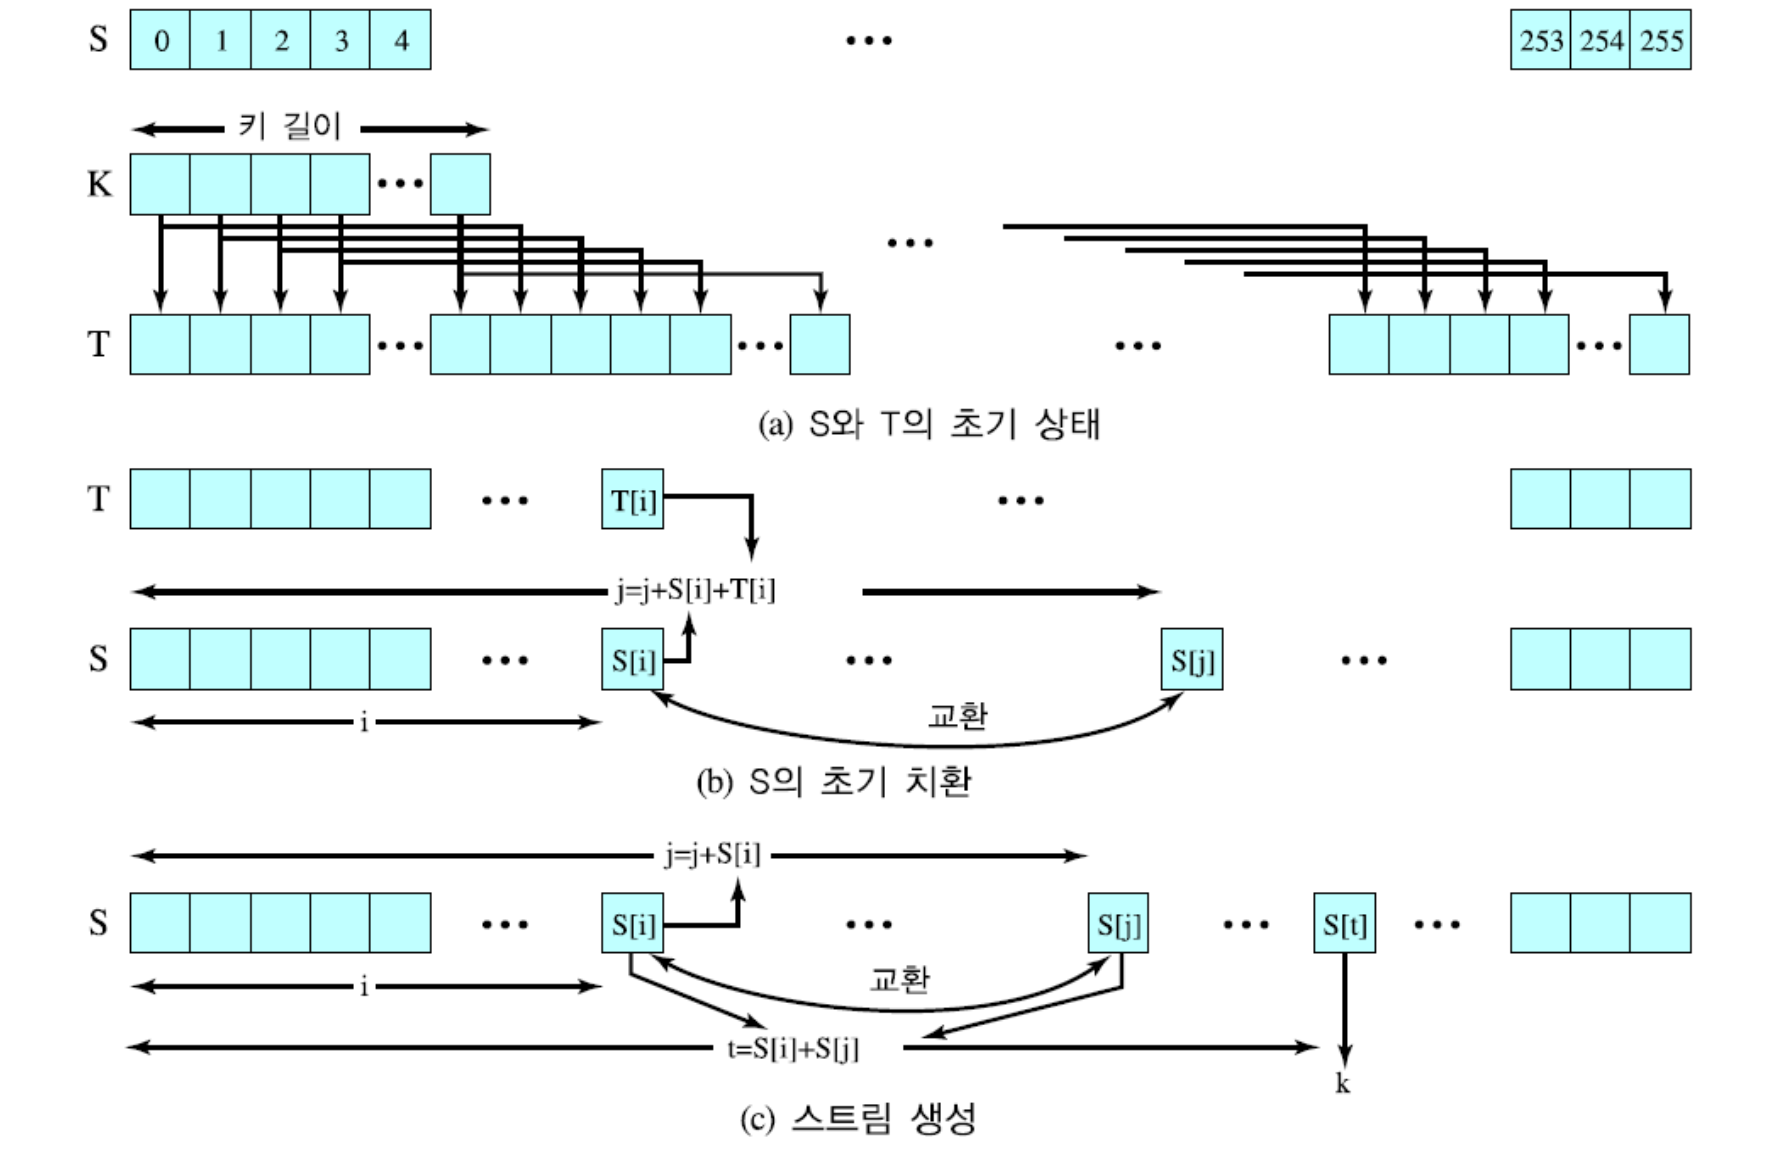 S 0 1 2 3 4 ••• 253 254 255
키 길이
K •••
•••
T ••• ••• ••• •••
(a) S와 T의 초기 상태
T ••• T[i] •••
j=j+S[i]+T[i]
S ••• S[i] ••• S[j] •••
i 교환
(b) S의 초기 치환
j=j+S[i]
S ••• S[i] ••• S[j] ••• S[t] •••
i 교환
t=S[i]+S[j]
k
(c) 스트림 생성